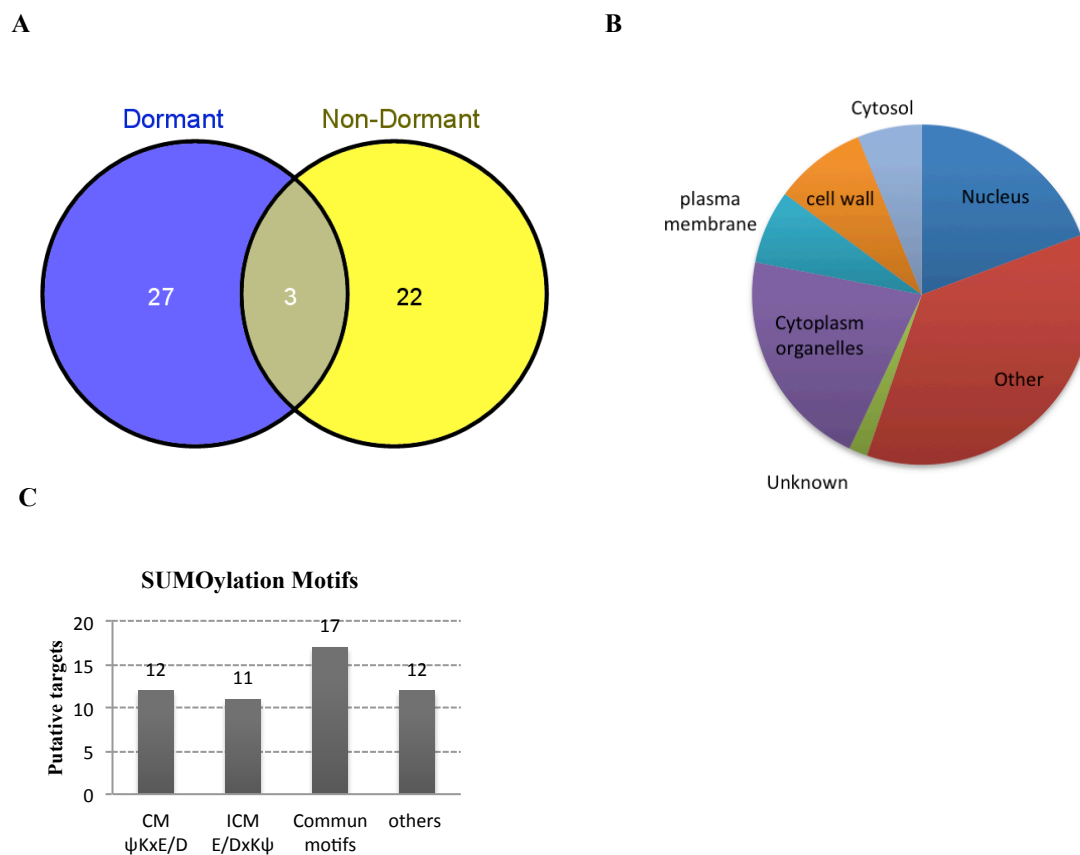 A
Dormant
Non-Dormant
27
3
22
B
Cytosol
Nucleus
cell wall
plasma
membrane
Cytoplasm
organelles
Other
Unknown
C
SUMOylation Motifs
Putative targets
20
15
10
5
0
12
11
17
12
CM
ψKxE/D
ICM
E/DxKψ
Commun
motifs
others